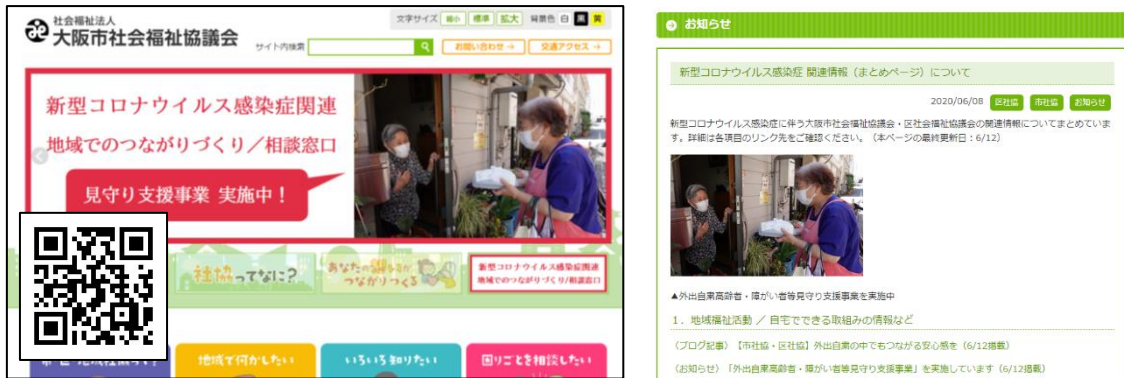 社会福祉法人
大阪市社会福祉協議会
文字サイズ 縮小 標準 拡大 背景色 白 黒 黄
サイト内検索
お問い合わせ→ 交通アクセス→
新型コロナウイルス感染症関連
地域でのつながりづくり／相談窓口
見守り支援事業 実施中！
社協ってなに？
つながりつくる
新型コロナウイルス感染症関連
地域でのつながりづくり/相談窓口
地域で何かしたい
いろいろ知りたい
困りごとを相談したい
お知らせ
新型コロナウイルス感染症 関連情報（まとめページ）について
2020/06/08 区社協 市社協 お知らせ
新型コロナウイルス感染症に伴う大阪市社会福祉協議会・区社会福祉協議会の関連情報についてまとめていま
す。詳細は各項目のリンク先をご確認ください。（本ページの最終更新日：6/12）
▲外出自粛高齢者・障がい者等見守り支援事業を実施中
1．地域福祉活動 ／ 自宅でできる取組みの情報など
（ブログ記事）【市社協・区社協】外出自粛の中でもつながる安心感を（6/12掲載）
（お知らせ）「外出自粛高齢者・障がい者等見守り支援事業」を実施しています（6/12掲載）